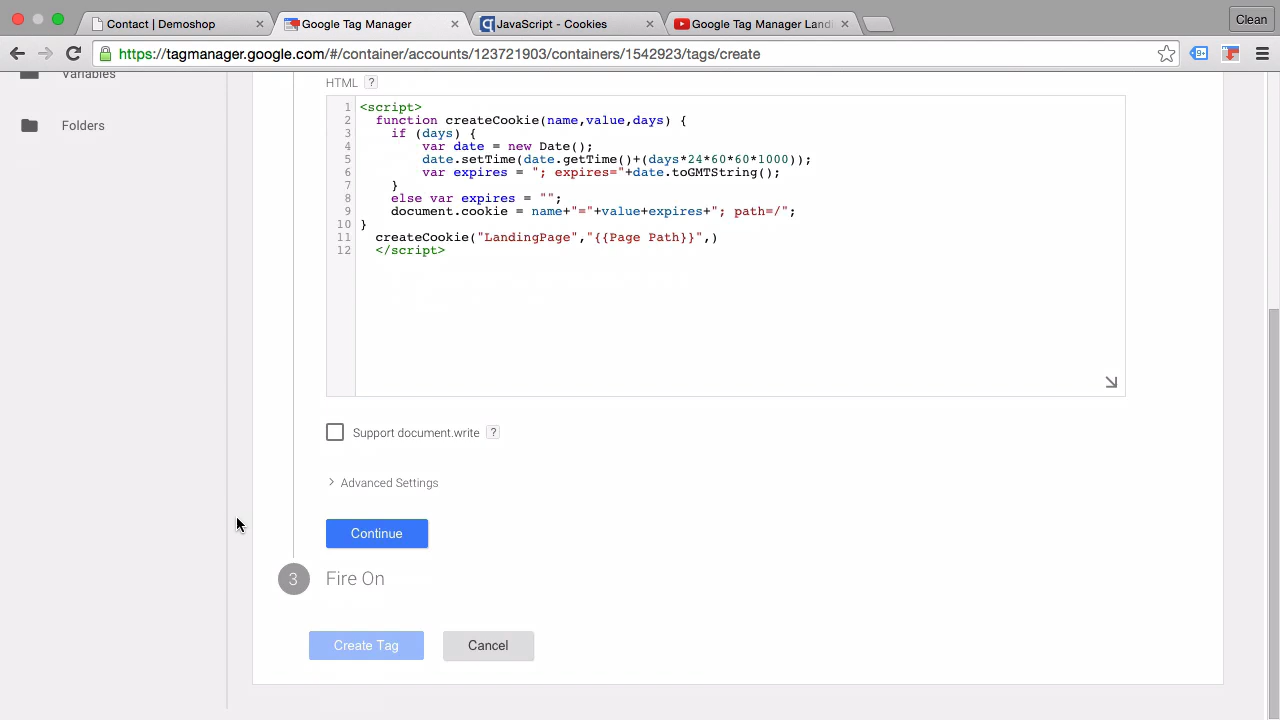 Contact | Demoshop
Google Tag Manager
JavaScript - Cookies
Google Tag Manager Landi
Clean
https://tagmanager.google.com/#/container/accounts/123721903/containers/1542923/tags/create
Variables
Folders
HTML ?
1 <script>
2 function createCookie(name,value,days) {
3 if (days) {
4 var date = new Date();
5 date.setTime(date.getTime()+(days*24*60*60*1000));
6 var expires = "; expires="+date.toGMTString();
7 }
8 else var expires = "";
9 document.cookie = name+"="+value+expires+"; path=/";
10 }
11 createCookie("LandingPage","{{Page Path}}",)
12 </script>
Support document.write ?
Advanced Settings
Continue
3 Fire On
Create Tag
Cancel